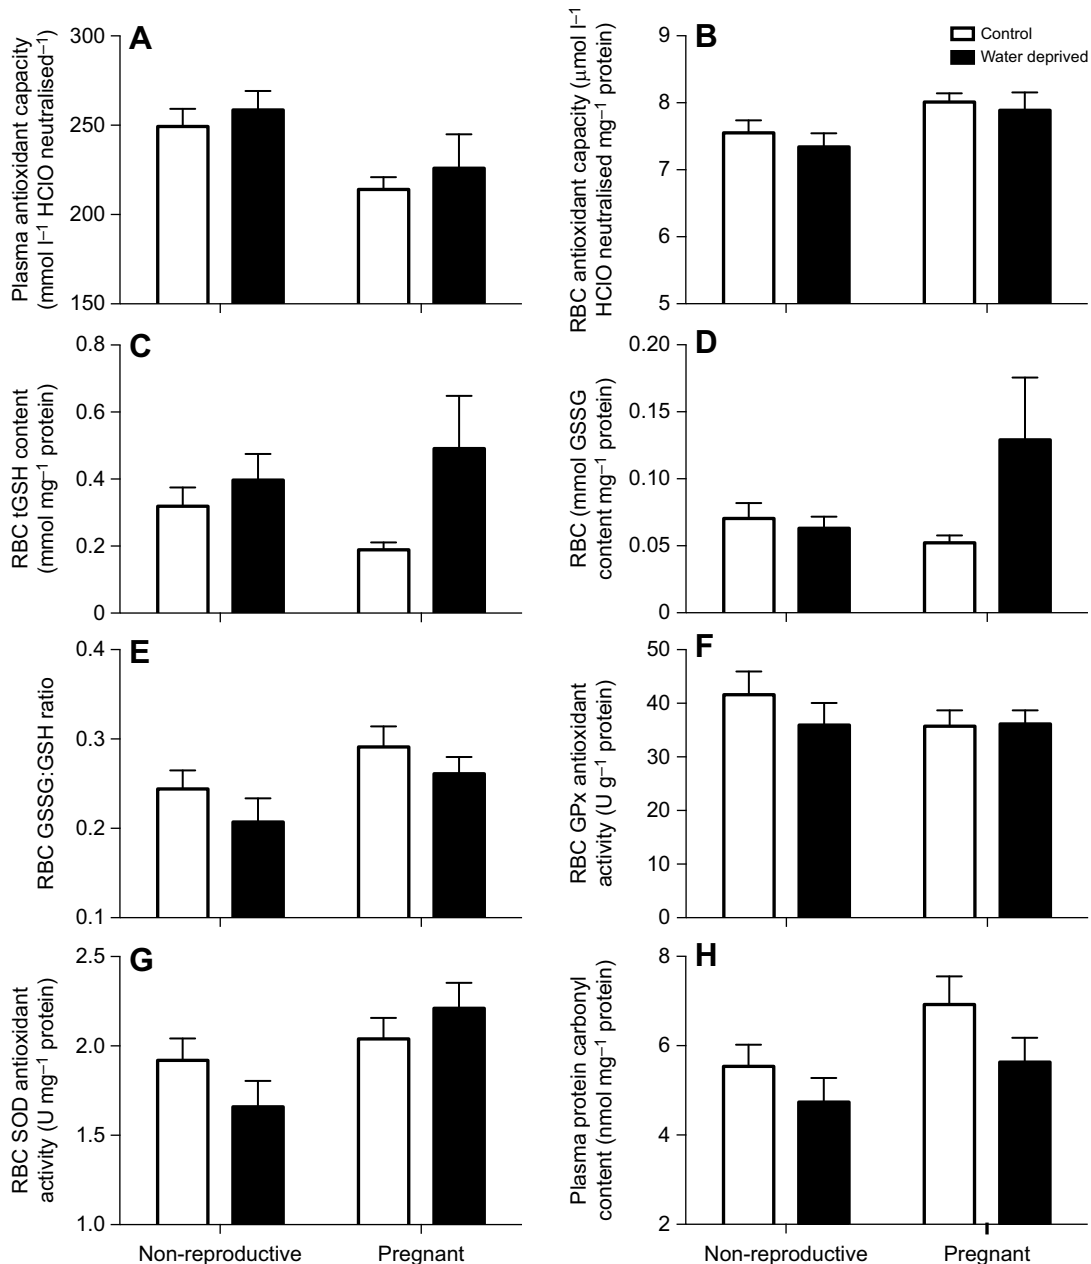 A
Plasma antioxidant capacity
(mmol l⁻¹ HClO neutralised⁻¹)
300
250
200
150
B
Control
Water deprived
RBC antioxidant capacity (μmol l⁻¹
HClO neutralised mg⁻¹ protein)
9
8
7
6
5
C
RBC tGSH content
(mmol mg⁻¹ protein)
0.8
0.6
0.4
0.2
0
D
RBC (mmol GSSG
content mg⁻¹ protein)
0.20
0.15
0.10
0.05
0
E
RBC GSSG:GSH ratio
0.4
0.3
0.2
0.1
F
RBC GPx antioxidant
activity (U g⁻¹ protein)
50
40
30
20
10
0
G
RBC SOD antioxidant
activity (U mg⁻¹ protein)
2.5
2.0
1.5
1.0
Non-reproductive Pregnant
H
Plasma protein carbonyl
content (nmol mg⁻¹ protein)
8
6
4
2
Non-reproductive Pregnant